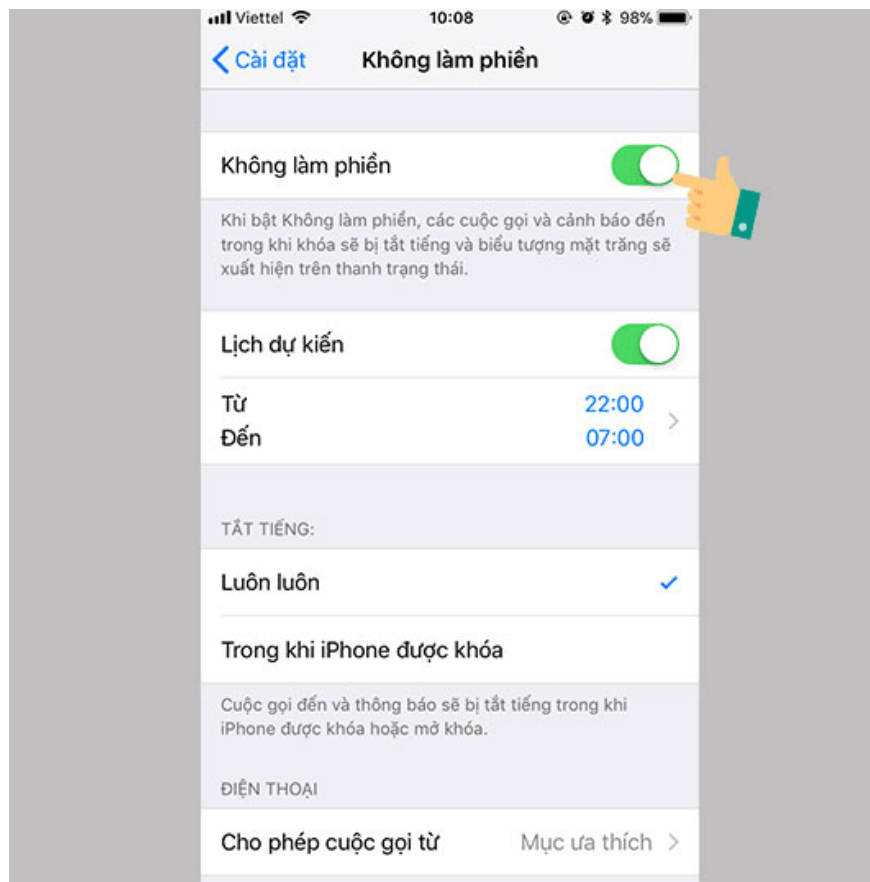 Viettel 10:08 98%
Cài đặt Không làm phiền
Không làm phiền
Khi bật Không làm phiền, các cuộc gọi và cảnh báo đến
trong khi khóa sẽ bị tắt tiếng và biểu tượng mặt trăng sẽ
xuất hiện trên thanh trạng thái.
Lịch dự kiến
Từ 22:00
Đến 07:00
TẮT TIẾNG:
Luôn luôn
Trong khi iPhone được khóa
Cuộc gọi đến và thông báo sẽ bị tắt tiếng trong khi
iPhone được khóa hoặc mở khóa.
ĐIỆN THOẠI
Cho phép cuộc gọi từ Mục ưa thích